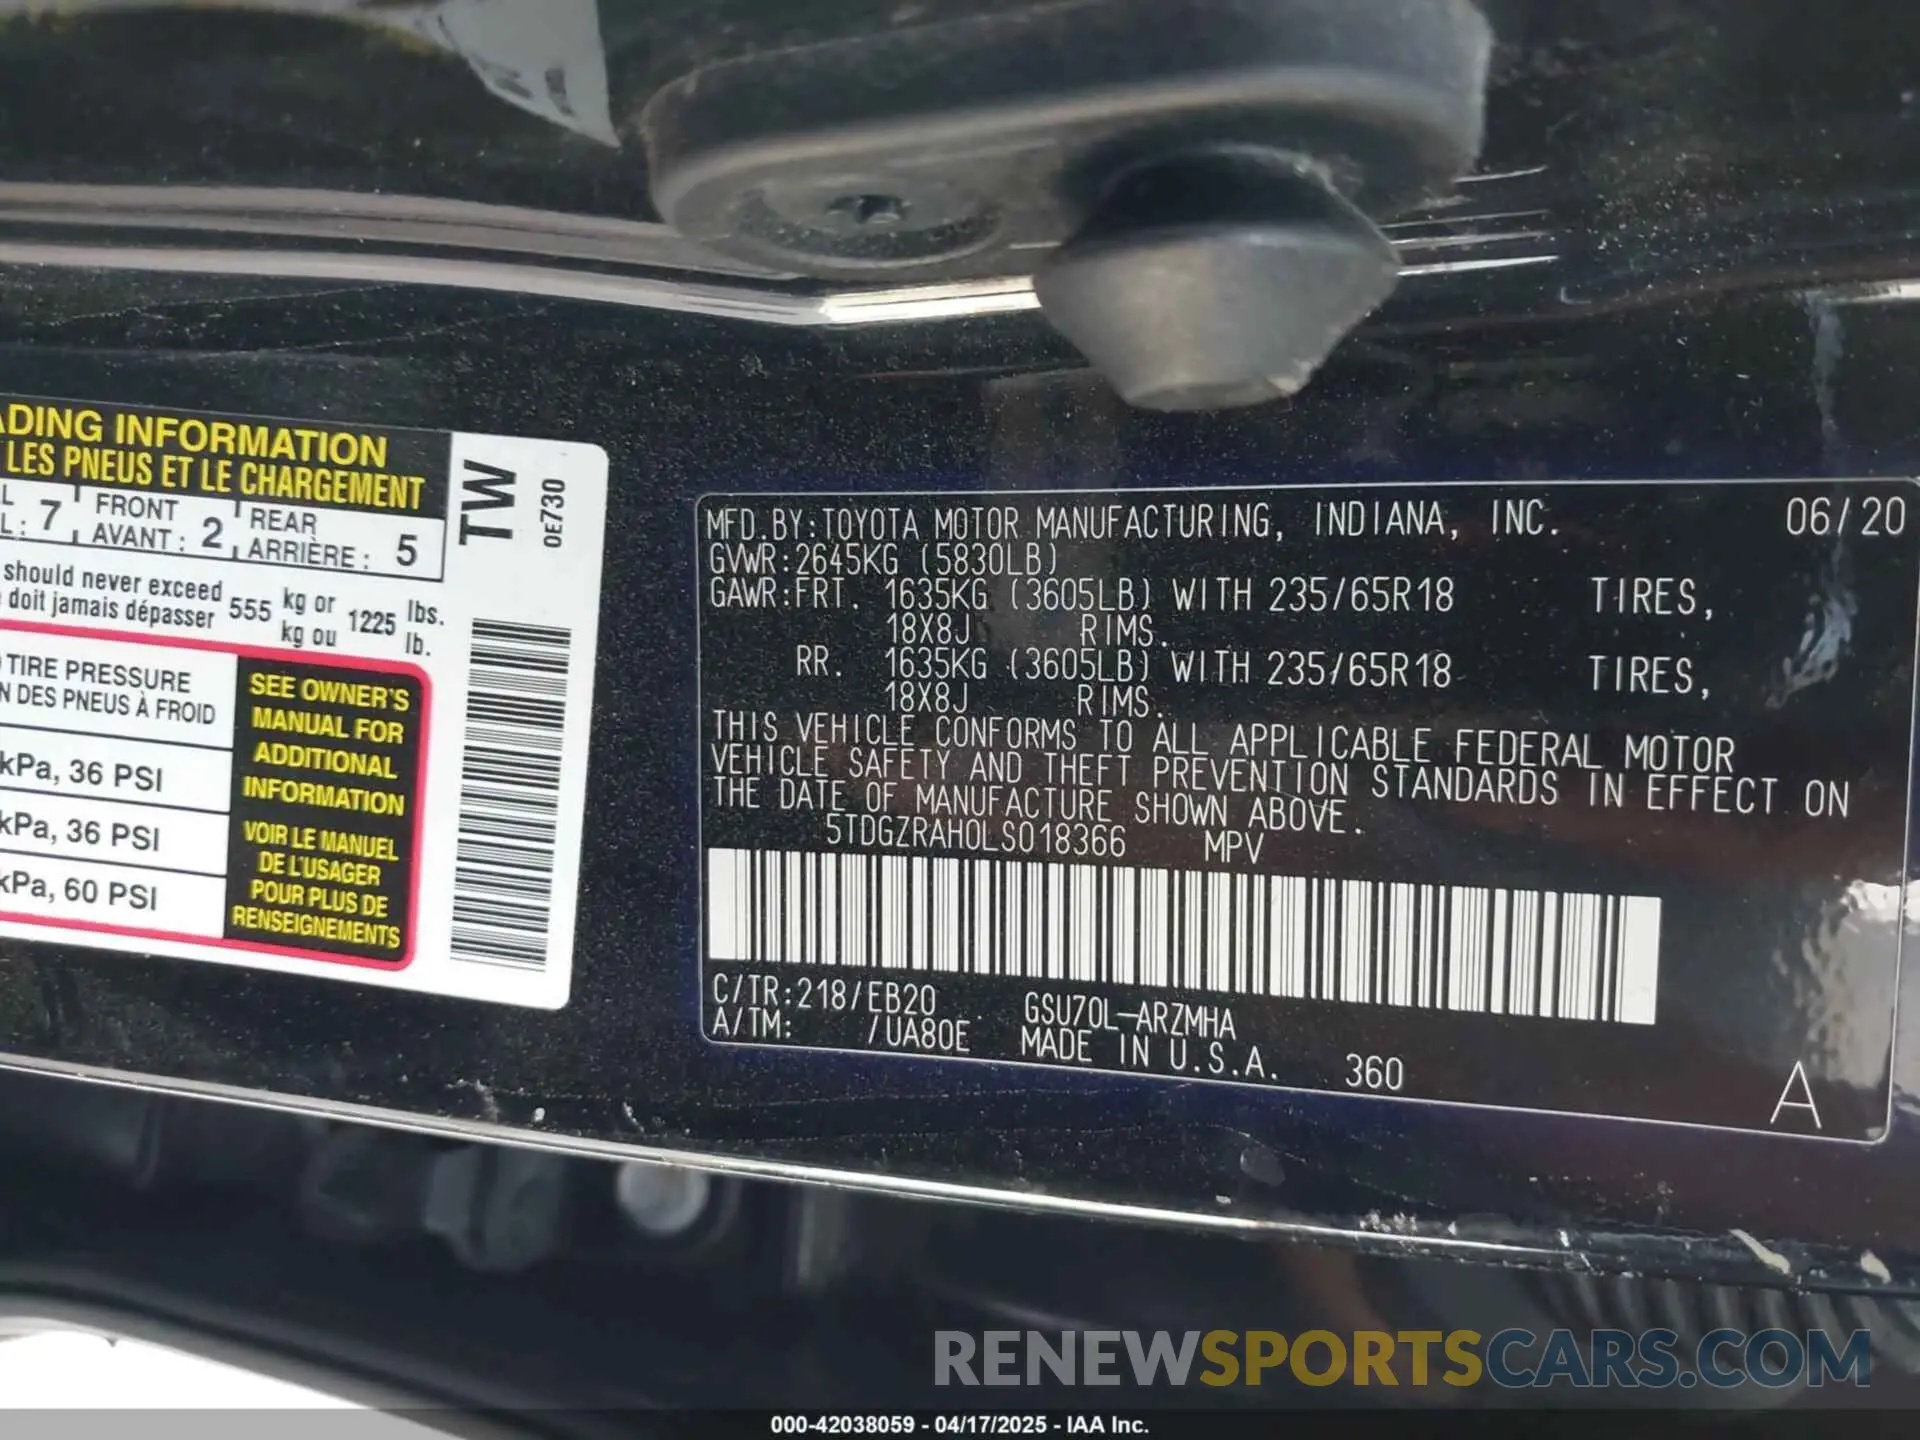 ADING INFORMATION
LES PNEUS ET LE CHARGEMENT
L : 7 FRONT AVANT : 2 REAR ARRIÈRE : 5
should never exceed 555 kg or 1225 lbs.
doit jamais dépasser kg ou lb.
TIRE PRESSURE
N DES PNEUS À FROID
kPa, 36 PSI
kPa, 36 PSI
kPa, 60 PSI
SEE OWNER'S
MANUAL FOR
ADDITIONAL
INFORMATION
VOIR LE MANUEL
DE L'USAGER
POUR PLUS DE
RENSEIGNEMENTS
TW
0E730
MFD.BY:TOYOTA MOTOR MANUFACTURING, INDIANA, INC. 06/20
GVWR:2645KG (5830LB)
GAWR:FRT. 1635KG (3605LB) WITH 235/65R18 TIRES,
18X8J RIMS.
RR. 1635KG (3605LB) WITH 235/65R18 TIRES,
18X8J RIMS.
THIS VEHICLE CONFORMS TO ALL APPLICABLE FEDERAL MOTOR
VEHICLE SAFETY AND THEFT PREVENTION STANDARDS IN EFFECT ON
THE DATE OF MANUFACTURE SHOWN ABOVE.
5TDGZRAH0LS018366 MPV
C/TR:218/EB20 GSU70L-ARZMHA
A/TM: /UA80E MADE IN U.S.A. 360
A
RENEWSPORTSCARS.COM
000-42038059 - 04/17/2025 - IAA Inc.